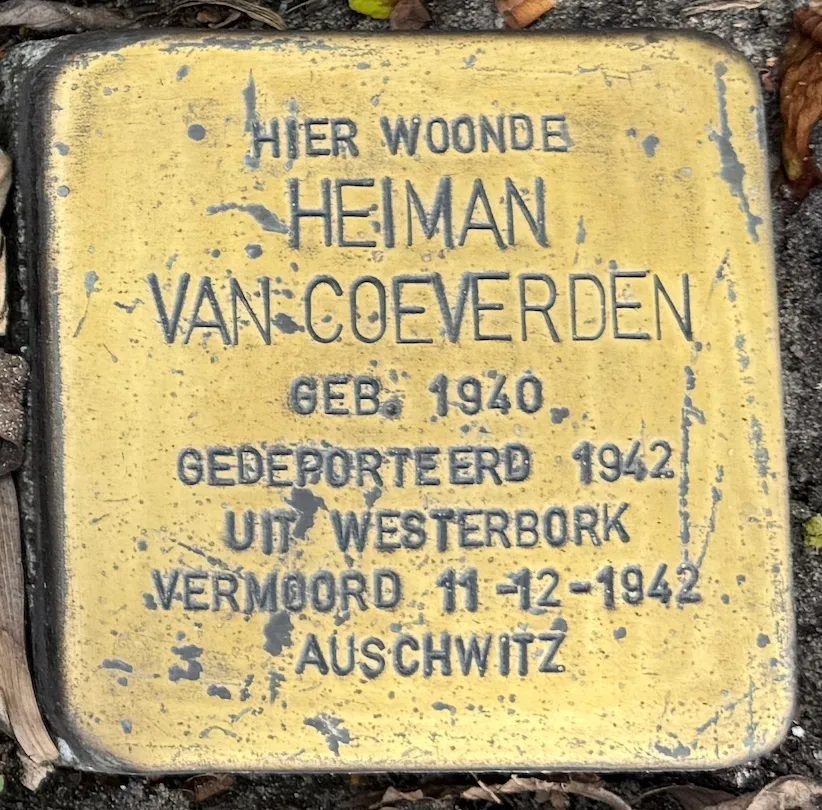 HIER WOONDE
HEIMAN
VAN COEVERDEN
GEB. 1940
GEDEPORTEERD 1942
UIT WESTERBORK
VERMOORD 11-12-1942
AUSCHWITZ